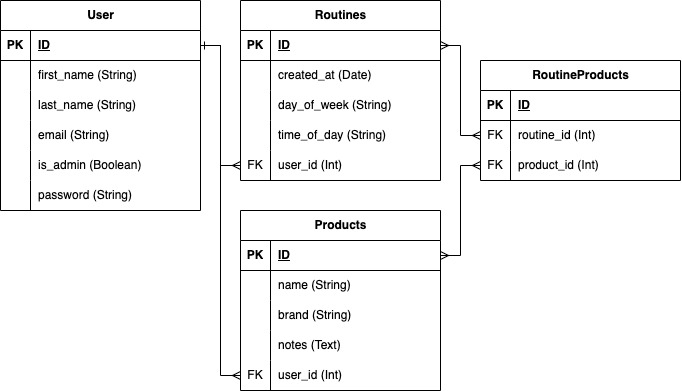 User
PK ID
first_name (String)
last_name (String)
email (String)
is_admin (Boolean)
password (String)
Routines
PK ID
created_at (Date)
day_of_week (String)
time_of_day (String)
FK user_id (Int)
RoutineProducts
PK ID
FK routine_id (Int)
FK product_id (Int)
Products
PK ID
name (String)
brand (String)
notes (Text)
FK user_id (Int)